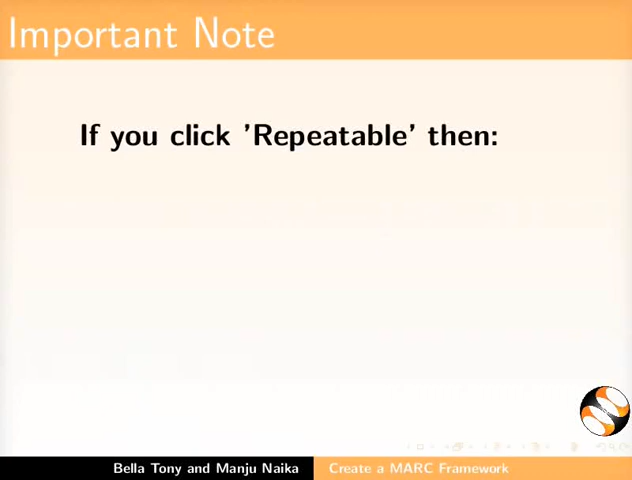 Important Note
If you click 'Repeatable' then:
Bella Tony and Manju Naika
Create a MARC Framework